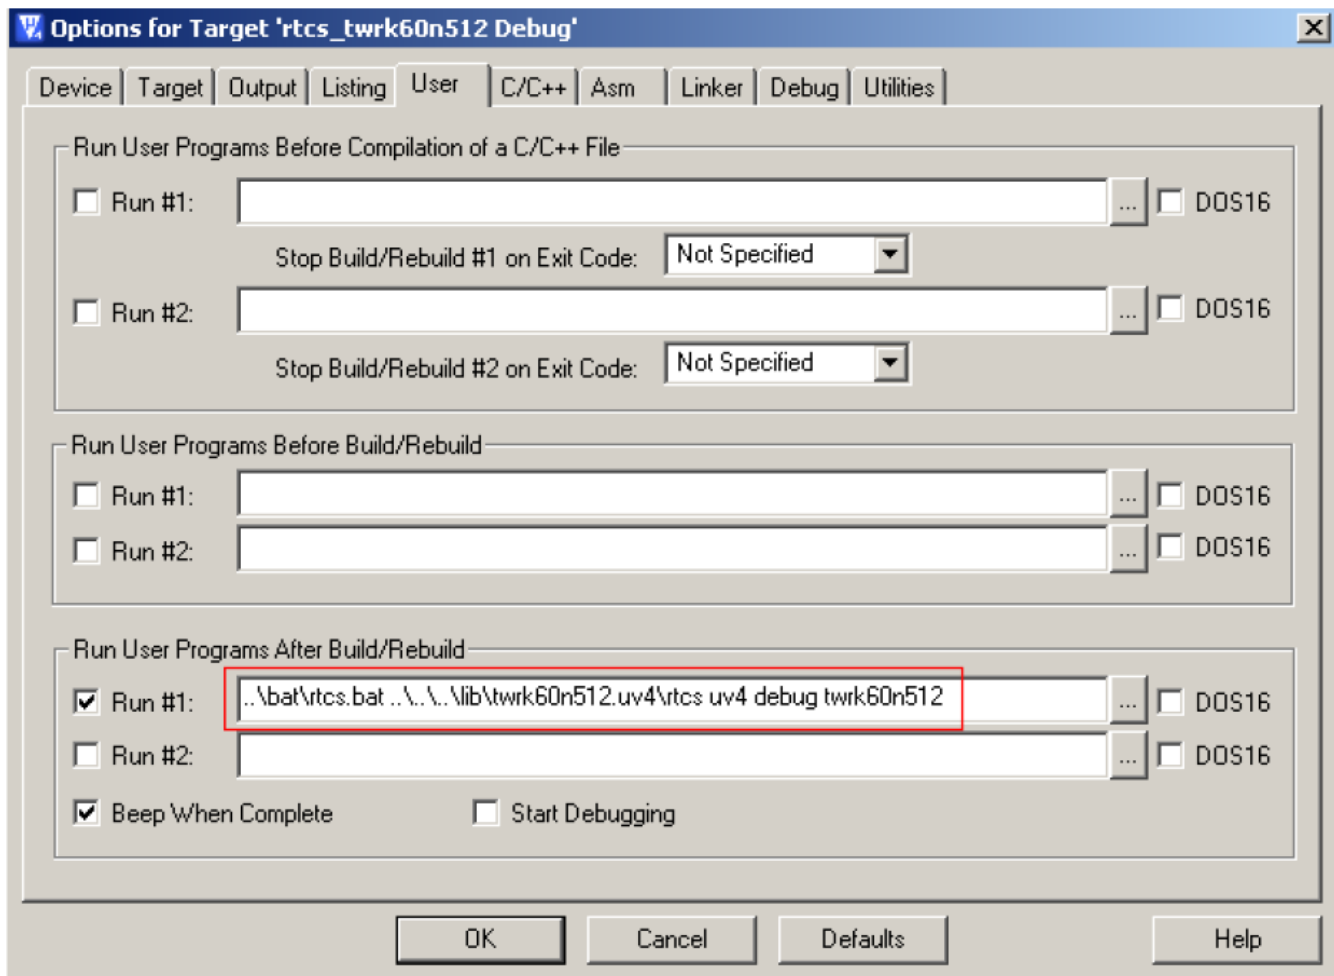 Options for Target 'rtcs_twrk60n512 Debug'
Device Target Output Listing User C/C++ Asm Linker Debug Utilities
Run User Programs Before Compilation of a C/C++ File
Run #1: ... DOS16
Stop Build/Rebuild #1 on Exit Code: Not Specified
Run #2: ... DOS16
Stop Build/Rebuild #2 on Exit Code: Not Specified
Run User Programs Before Build/Rebuild
Run #1: ... DOS16
Run #2: ... DOS16
Run User Programs After Build/Rebuild
Run #1: ..\bat\rtcs.bat ..\..\..\lib\twrk60n512.uv4\rtcs uv4 debug twrk60n512 ... DOS16
Run #2: ... DOS16
Beep When Complete Start Debugging
OK Cancel Defaults Help